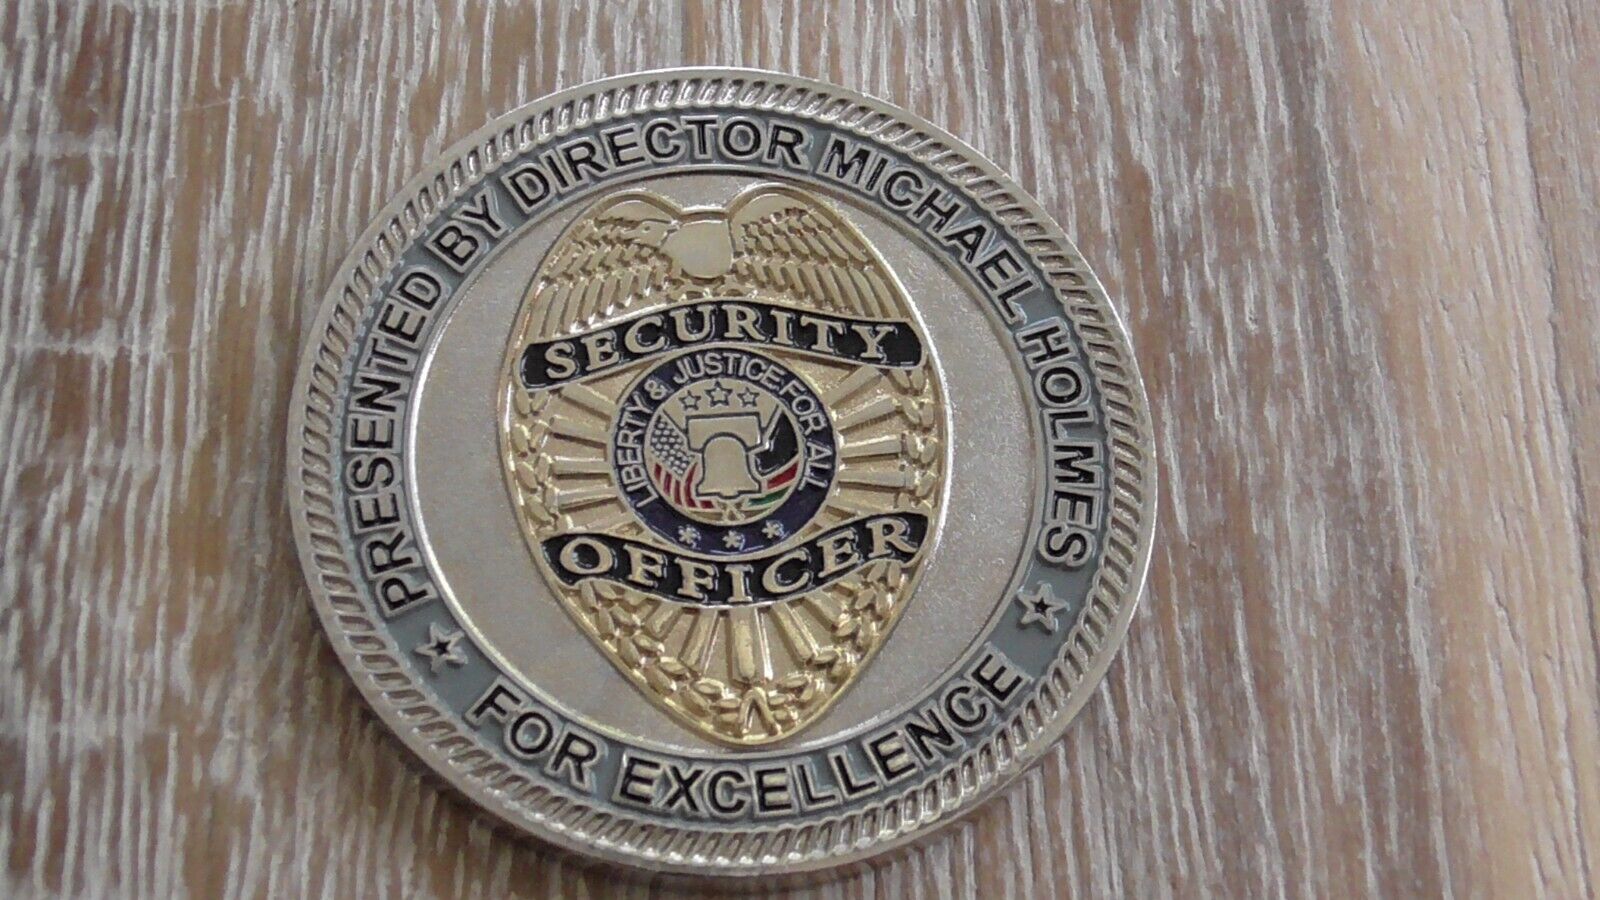 PRESENTED BY DIRECTOR MICHAEL HOLMES
SECURITY
LIBERTY & JUSTICE FOR ALL
OFFICER
FOR EXCELLENCE